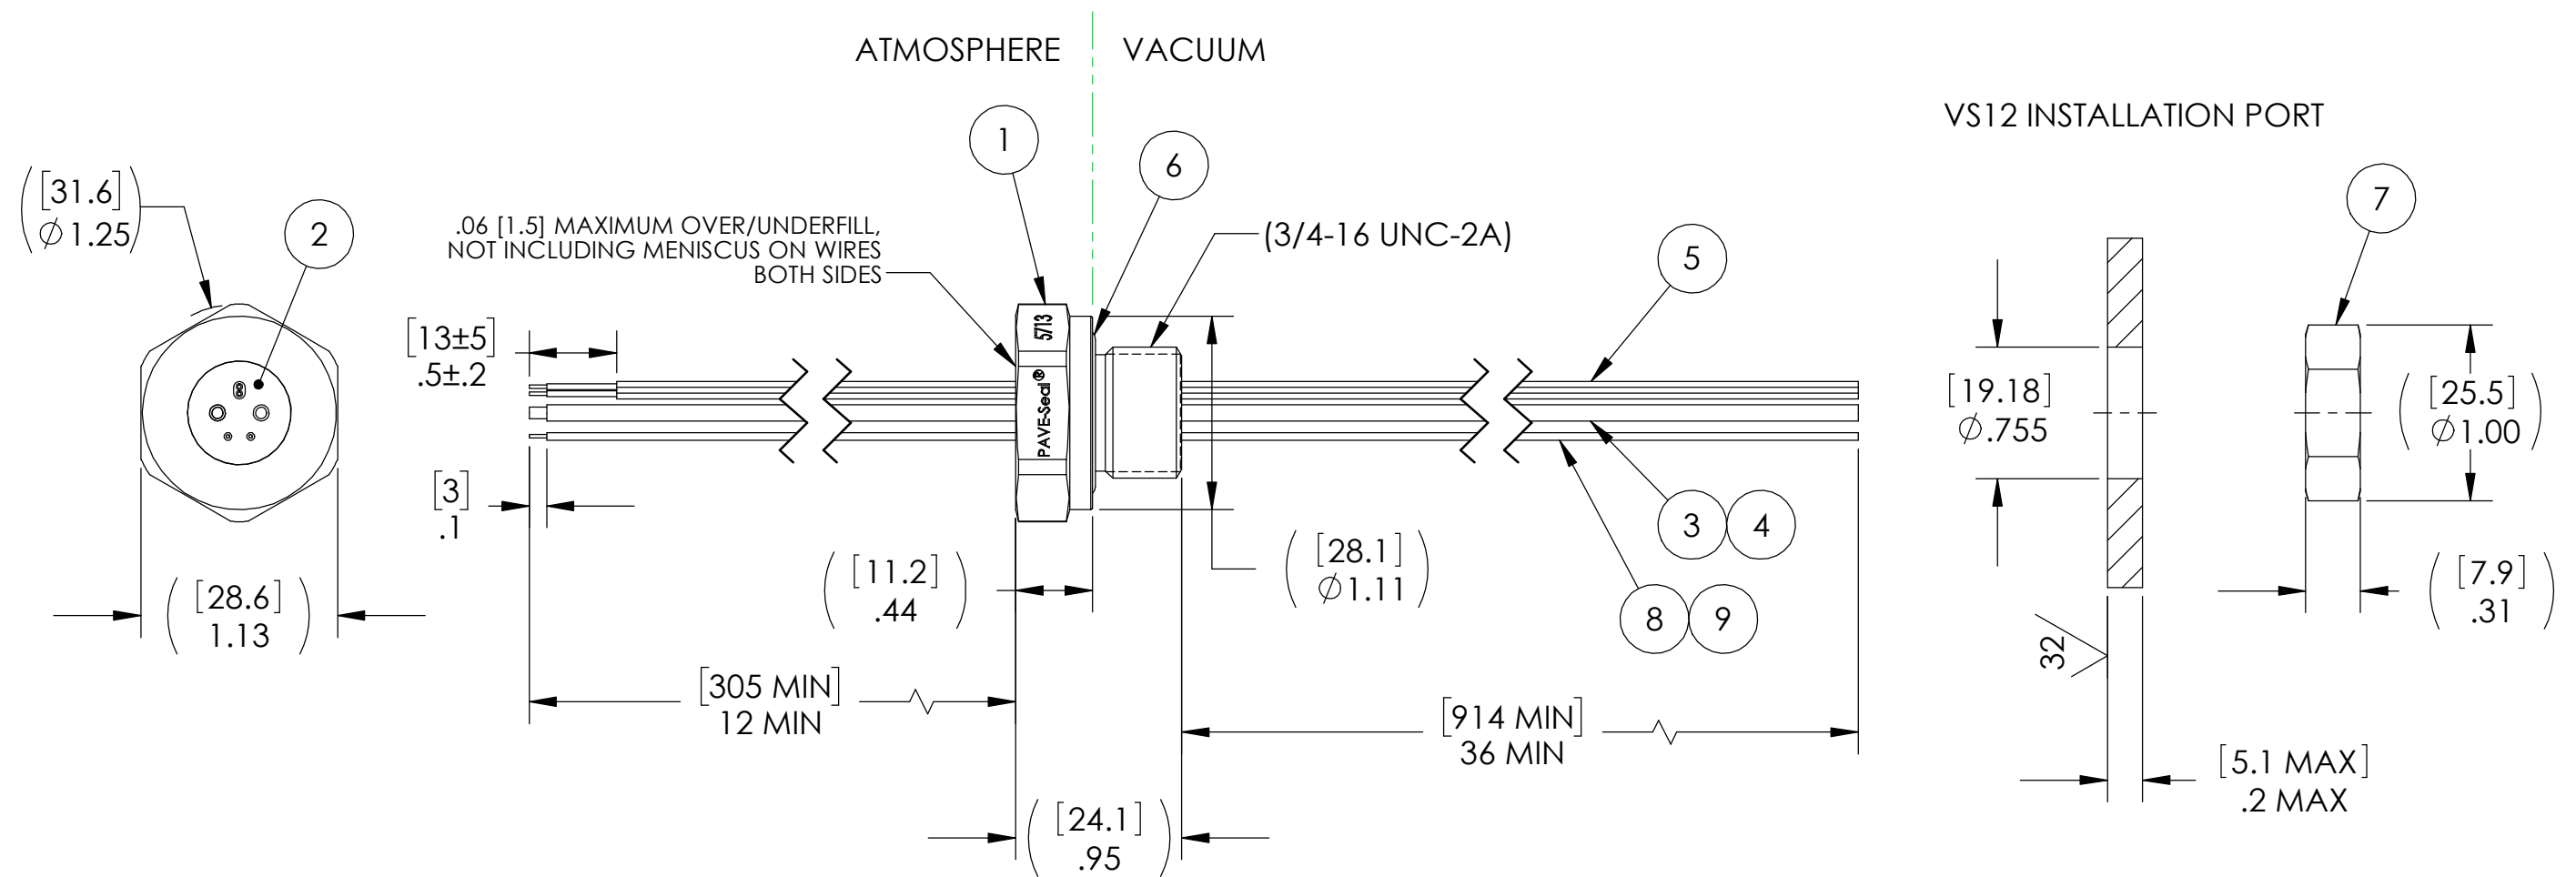 ATMOSPHERE
VACUUM
1
6
VS12 INSTALLATION PORT
7
[31.6]
(∅ 1.25)
2
.06 [1.5] MAXIMUM OVER/UNDERFILL,
NOT INCLUDING MENISCUS ON WIRES
BOTH SIDES
(3/4-16 UNC-2A)
5
[13±5]
.5±.2
5713
PAVE-Seal®
[19.18]
∅.755
([25.5]
∅1.00)
[3]
.1
3
4
([28.6]
1.13)
([11.2]
.44)
([28.1]
∅1.11)
8
9
32
([7.9]
.31)
[305 MIN]
12 MIN
[914 MIN]
36 MIN
[5.1 MAX]
.2 MAX
([24.1]
.95)